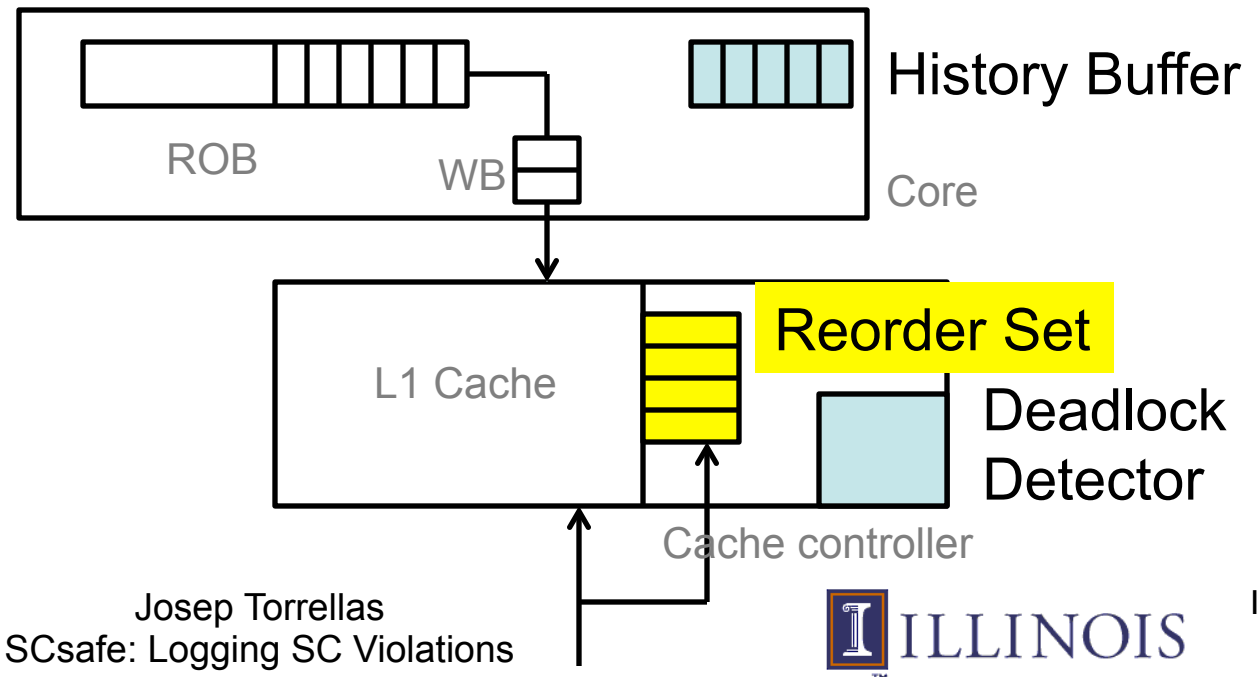 History Buffer
ROB
WB
Core
Reorder Set
L1 Cache
Deadlock
Detector
Cache controller
Josep Torrellas
SCsafe: Logging SC Violations
I ILLINOIS
TM
I